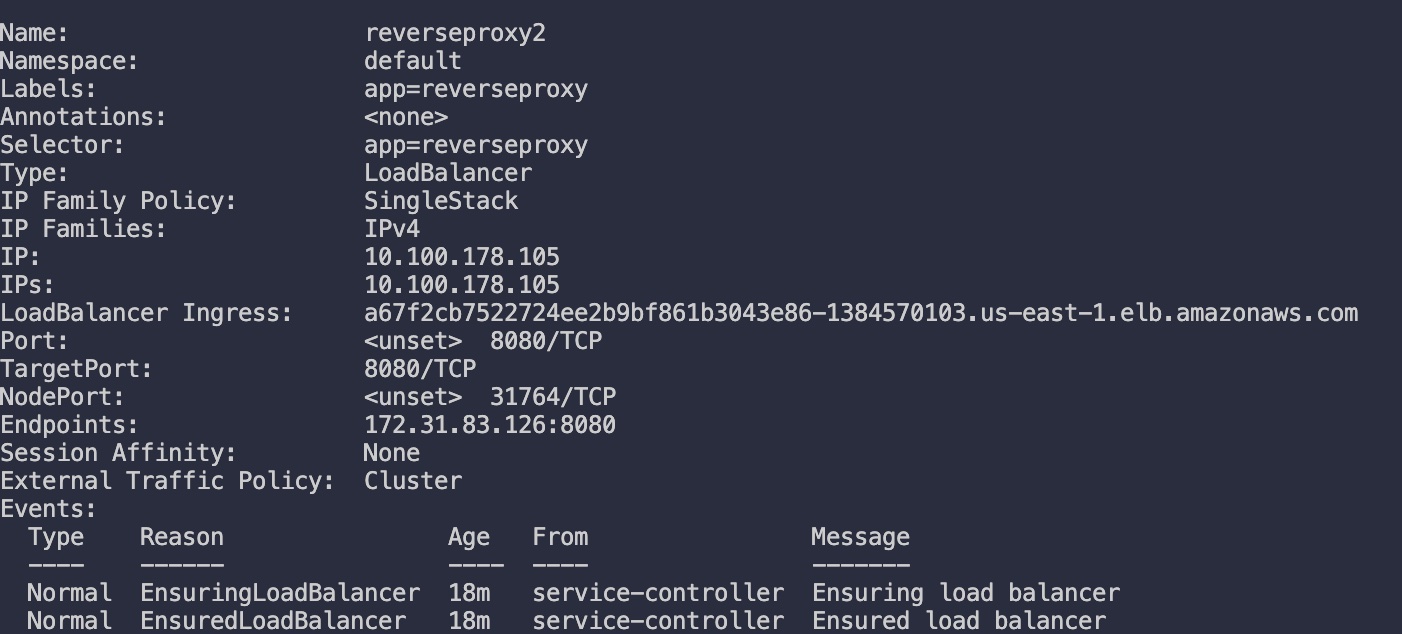 Name: reverseproxy2
Namespace: default
Labels: app=reverseproxy
Annotations: <none>
Selector: app=reverseproxy
Type: LoadBalancer
IP Family Policy: SingleStack
IP Families: IPv4
IP: 10.100.178.105
IPs: 10.100.178.105
LoadBalancer Ingress: a67f2cb7522724ee2b9bf861b3043e86-1384570103.us-east-1.elb.amazonaws.com
Port: <unset> 8080/TCP
TargetPort: 8080/TCP
NodePort: <unset> 31764/TCP
Endpoints: 172.31.83.126:8080
Session Affinity: None
External Traffic Policy: Cluster
Events:
Type Reason Age From Message
---- ------ ---- ---- -------
Normal EnsuringLoadBalancer 18m service-controller Ensuring load balancer
Normal EnsuredLoadBalancer 18m service-controller Ensured load balancer